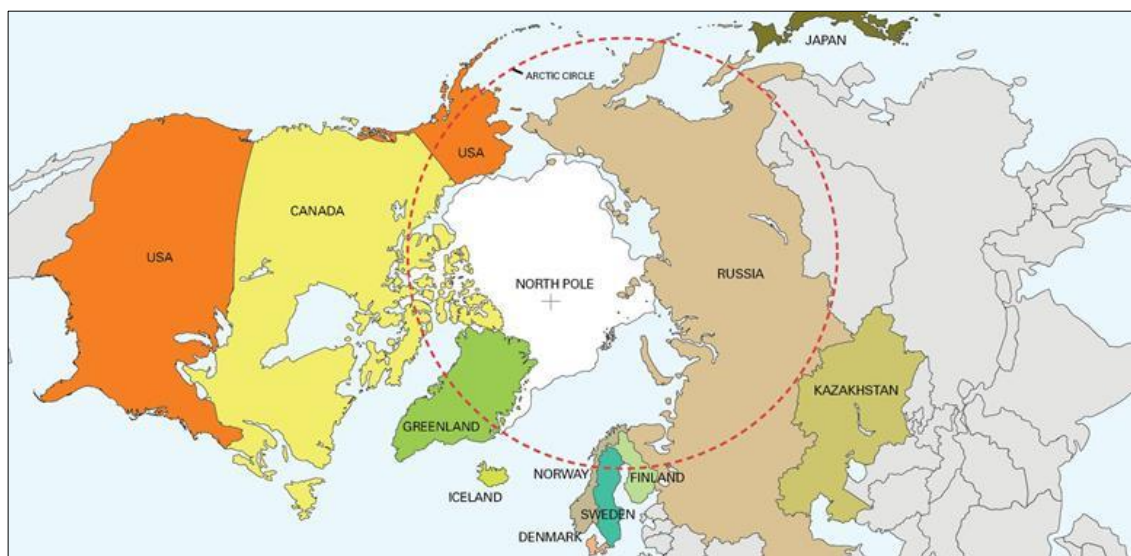 JAPAN
ARCTIC CIRCLE
USA
CANADA
USA
RUSSIA
NORTH POLE
KAZAKHSTAN
GREENLAND
NORWAY
FINLAND
ICELAND
SWEDEN
DENMARK